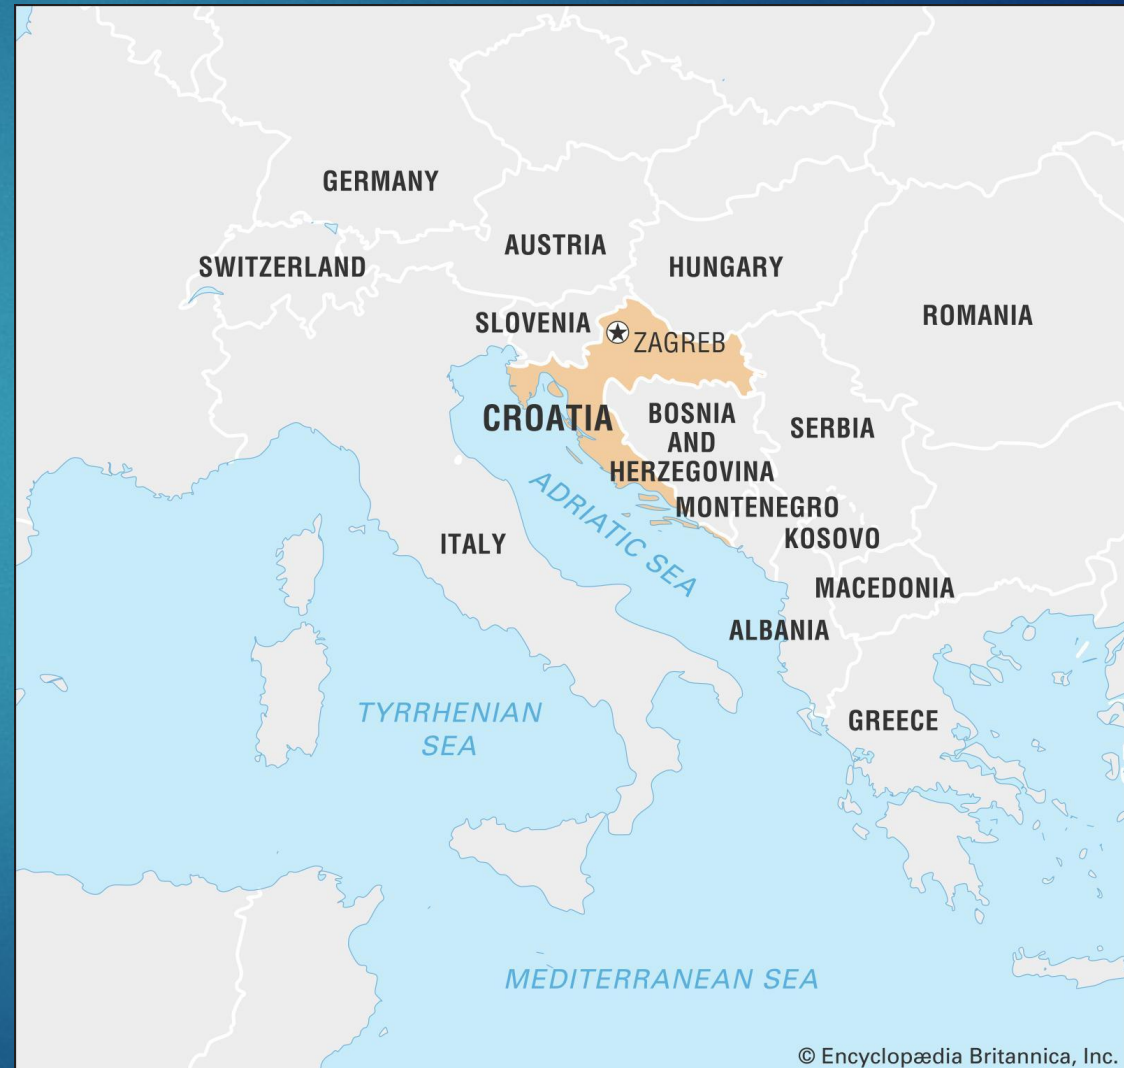 GERMANY
AUSTRIA
SWITZERLAND
HUNGARY
ROMANIA
SLOVENIA
ZAGREB
CROATIA
BOSNIA
AND
HERZEGOVINA
SERBIA
ADRIATIC SEA
MONTENEGRO
KOSOVO
ITALY
MACEDONIA
ALBANIA
TYRRHENIAN
SEA
GREECE
MEDITERRANEAN SEA
© Encyclopædia Britannica, Inc.